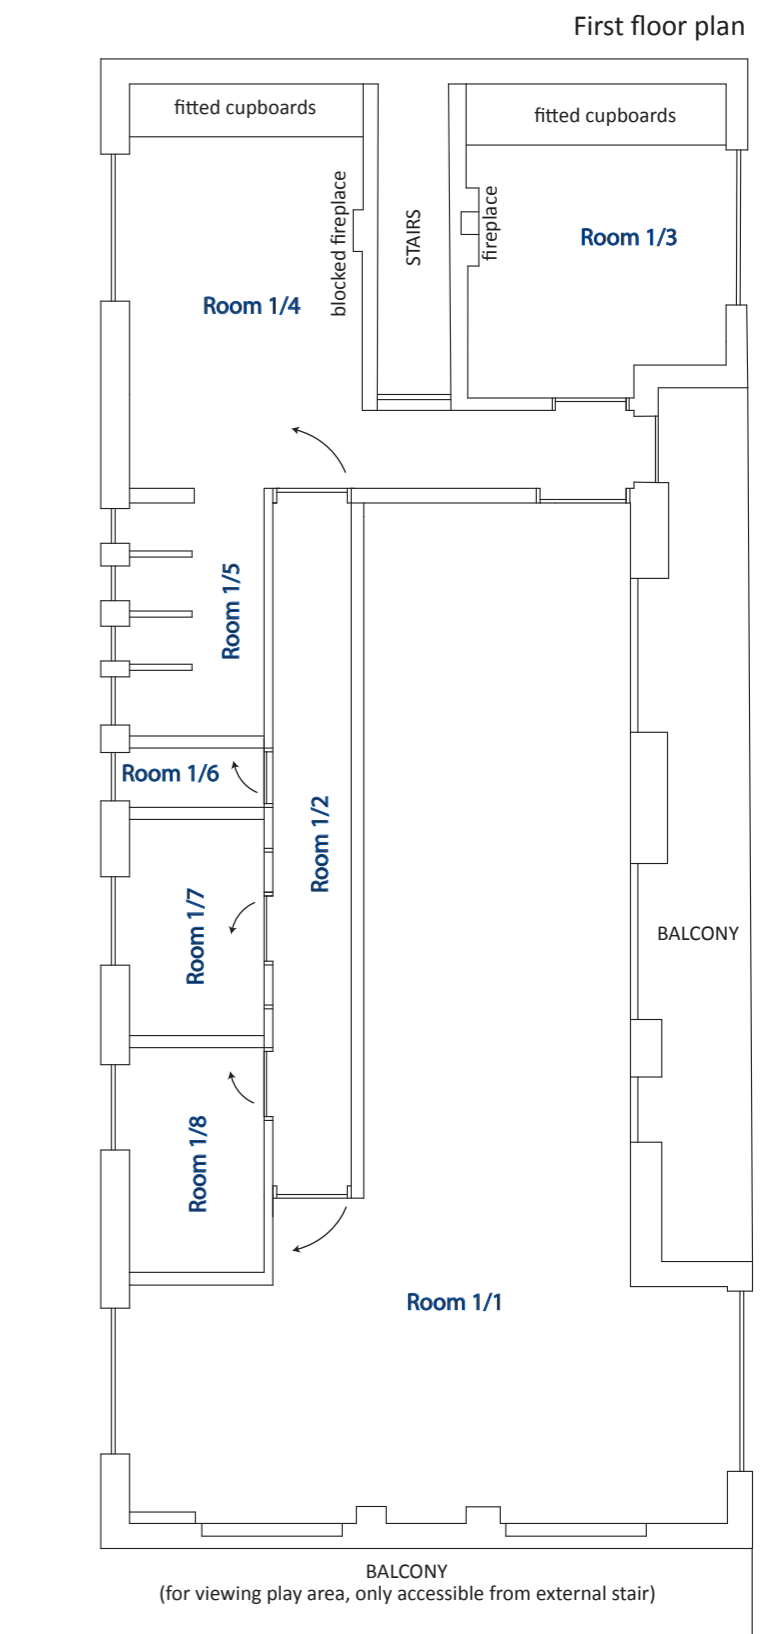 First floor plan
fitted cupboards
fitted cupboards
blocked fireplace
STAIRS
fireplace
Room 1/3
Room 1/4
Room 1/5
Room 1/6
Room 1/2
Room 1/7
BALCONY
Room 1/8
Room 1/1
BALCONY
(for viewing play area, only accessible from external stair)